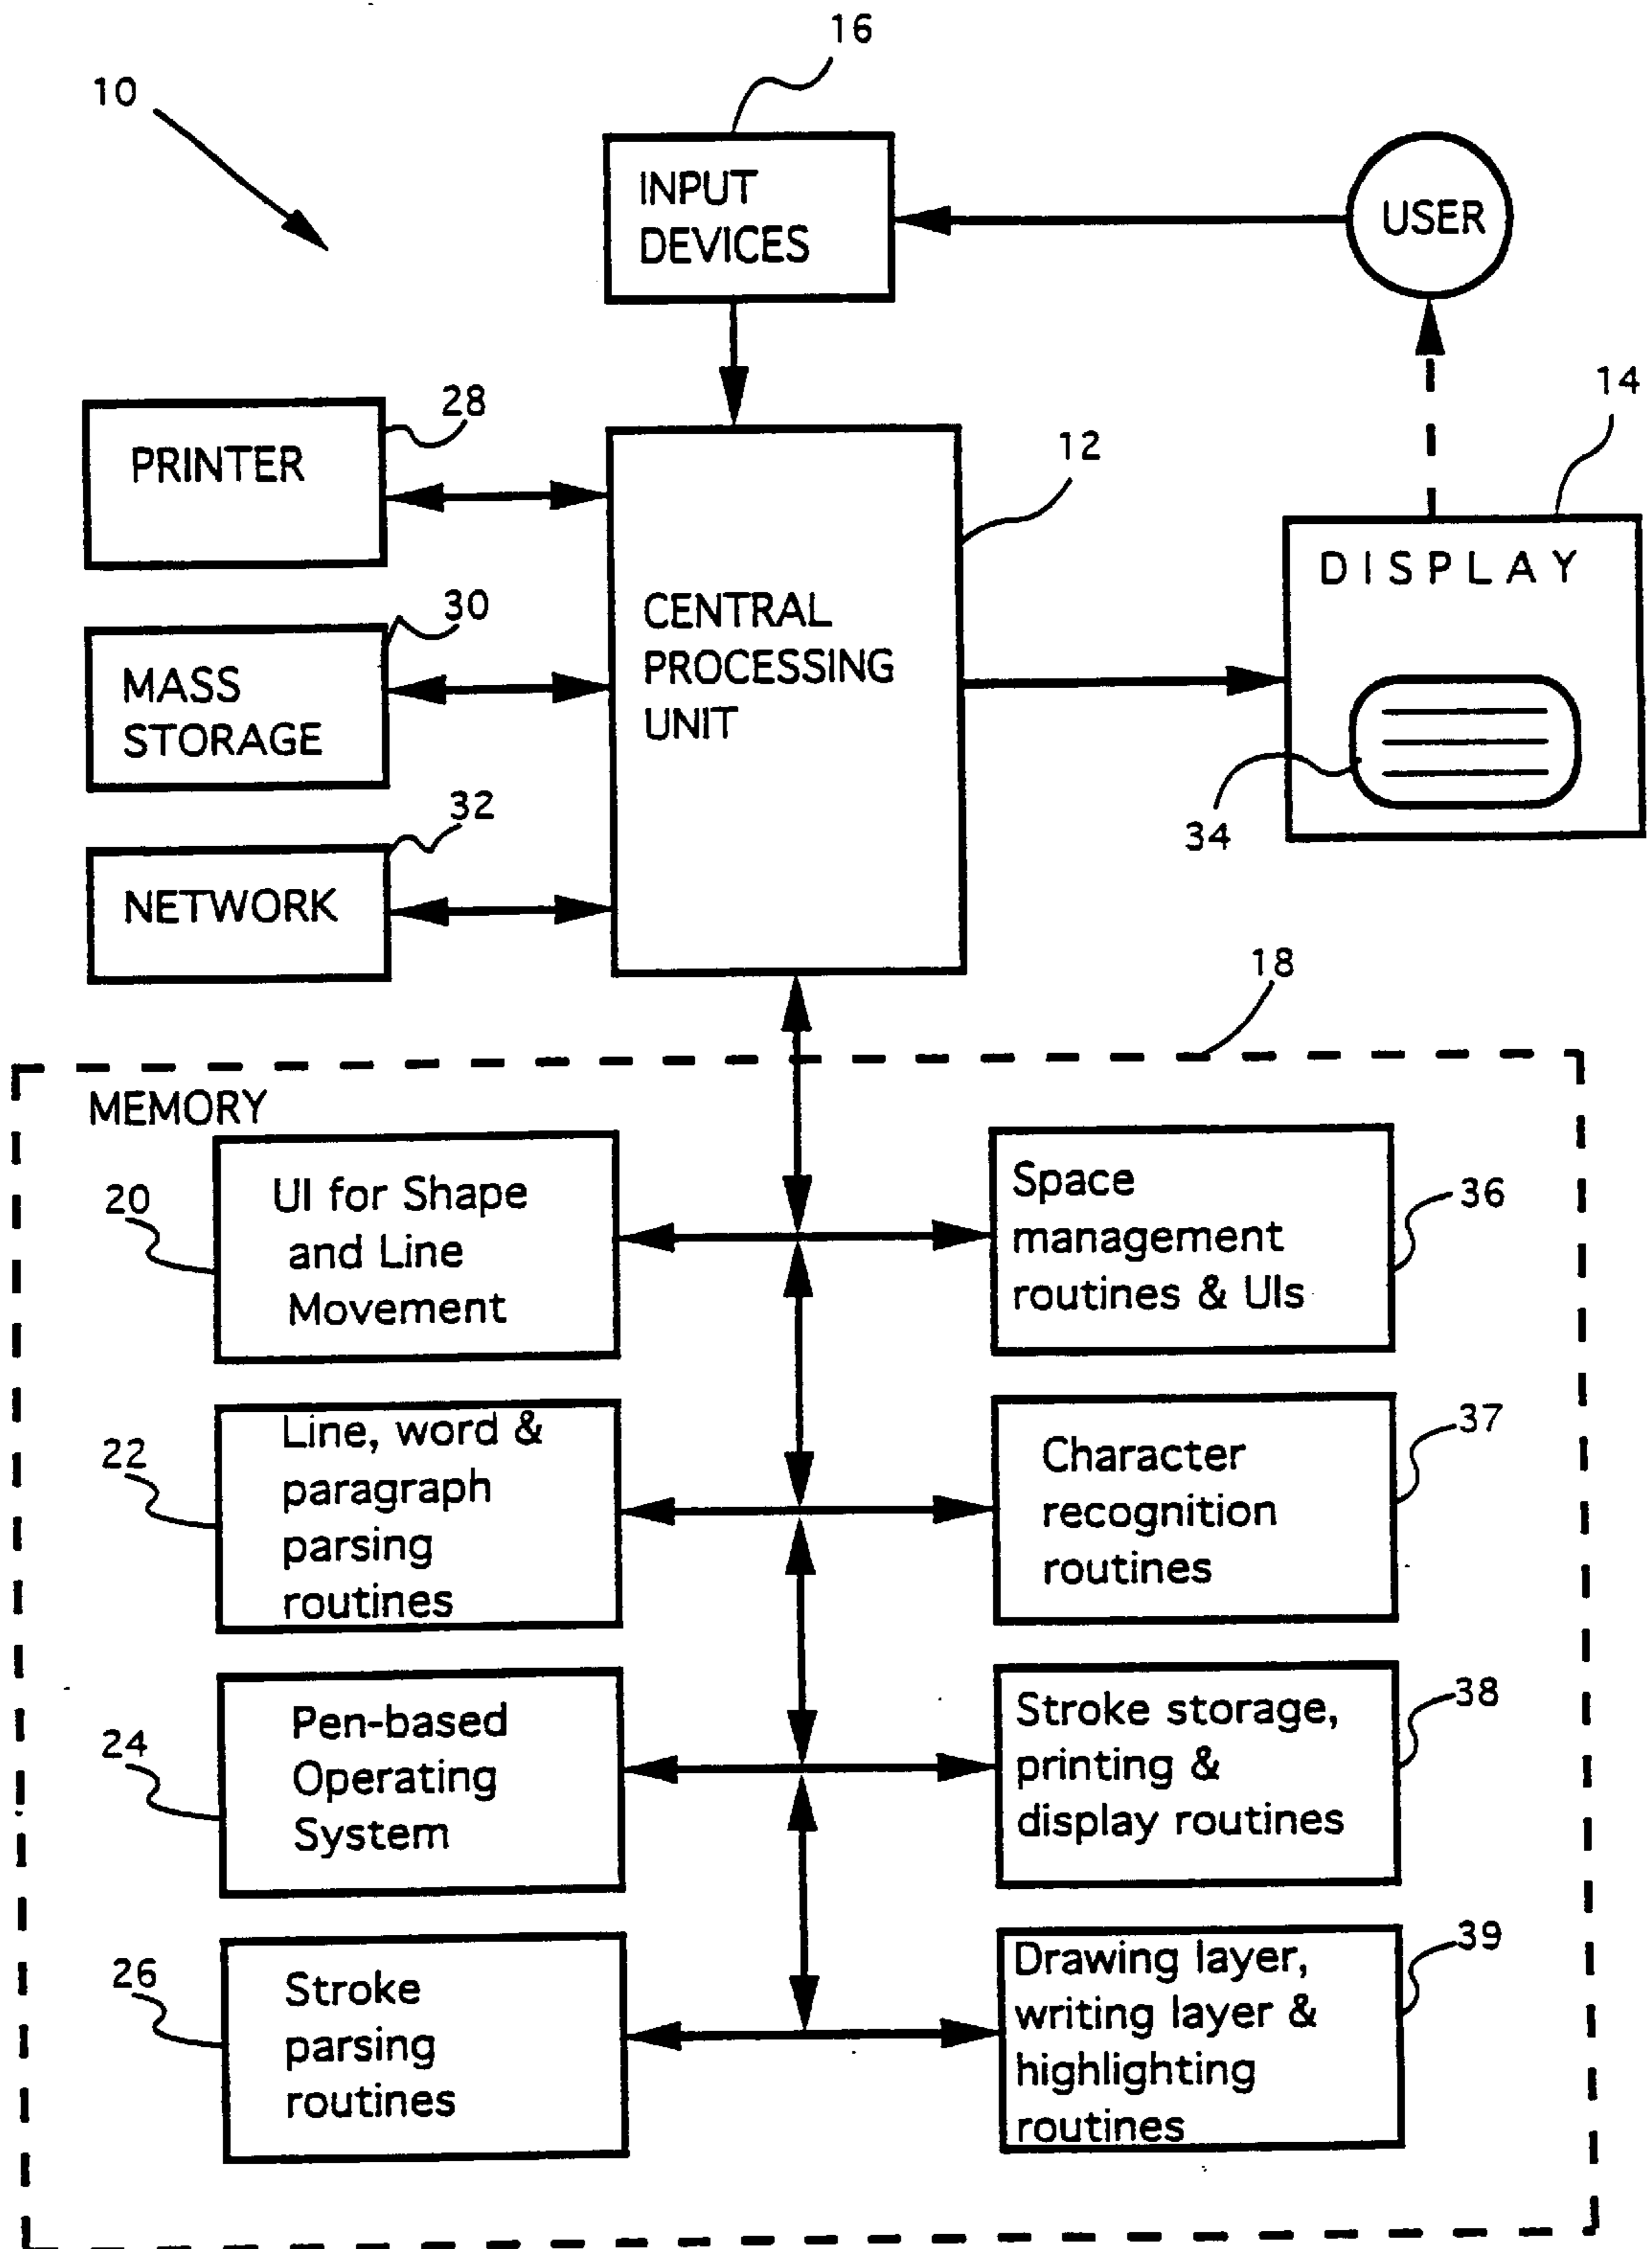 16
10
INPUT
DEVICES
USER
14
28
PRINTER
12
DISPLAY
30
CENTRAL
PROCESSING
UNIT
MASS
STORAGE
32
34
NETWORK
18
MEMORY
20
UI for Shape
and Line
Movement
Space
management
routines & UIs
36
22
Line, word &
paragraph
parsing
routines
Character
recognition
routines
37
24
Pen-based
Operating
System
Stroke storage,
printing &
display routines
38
26
Stroke
parsing
routines
Drawing layer,
writing layer &
highlighting
routines
39